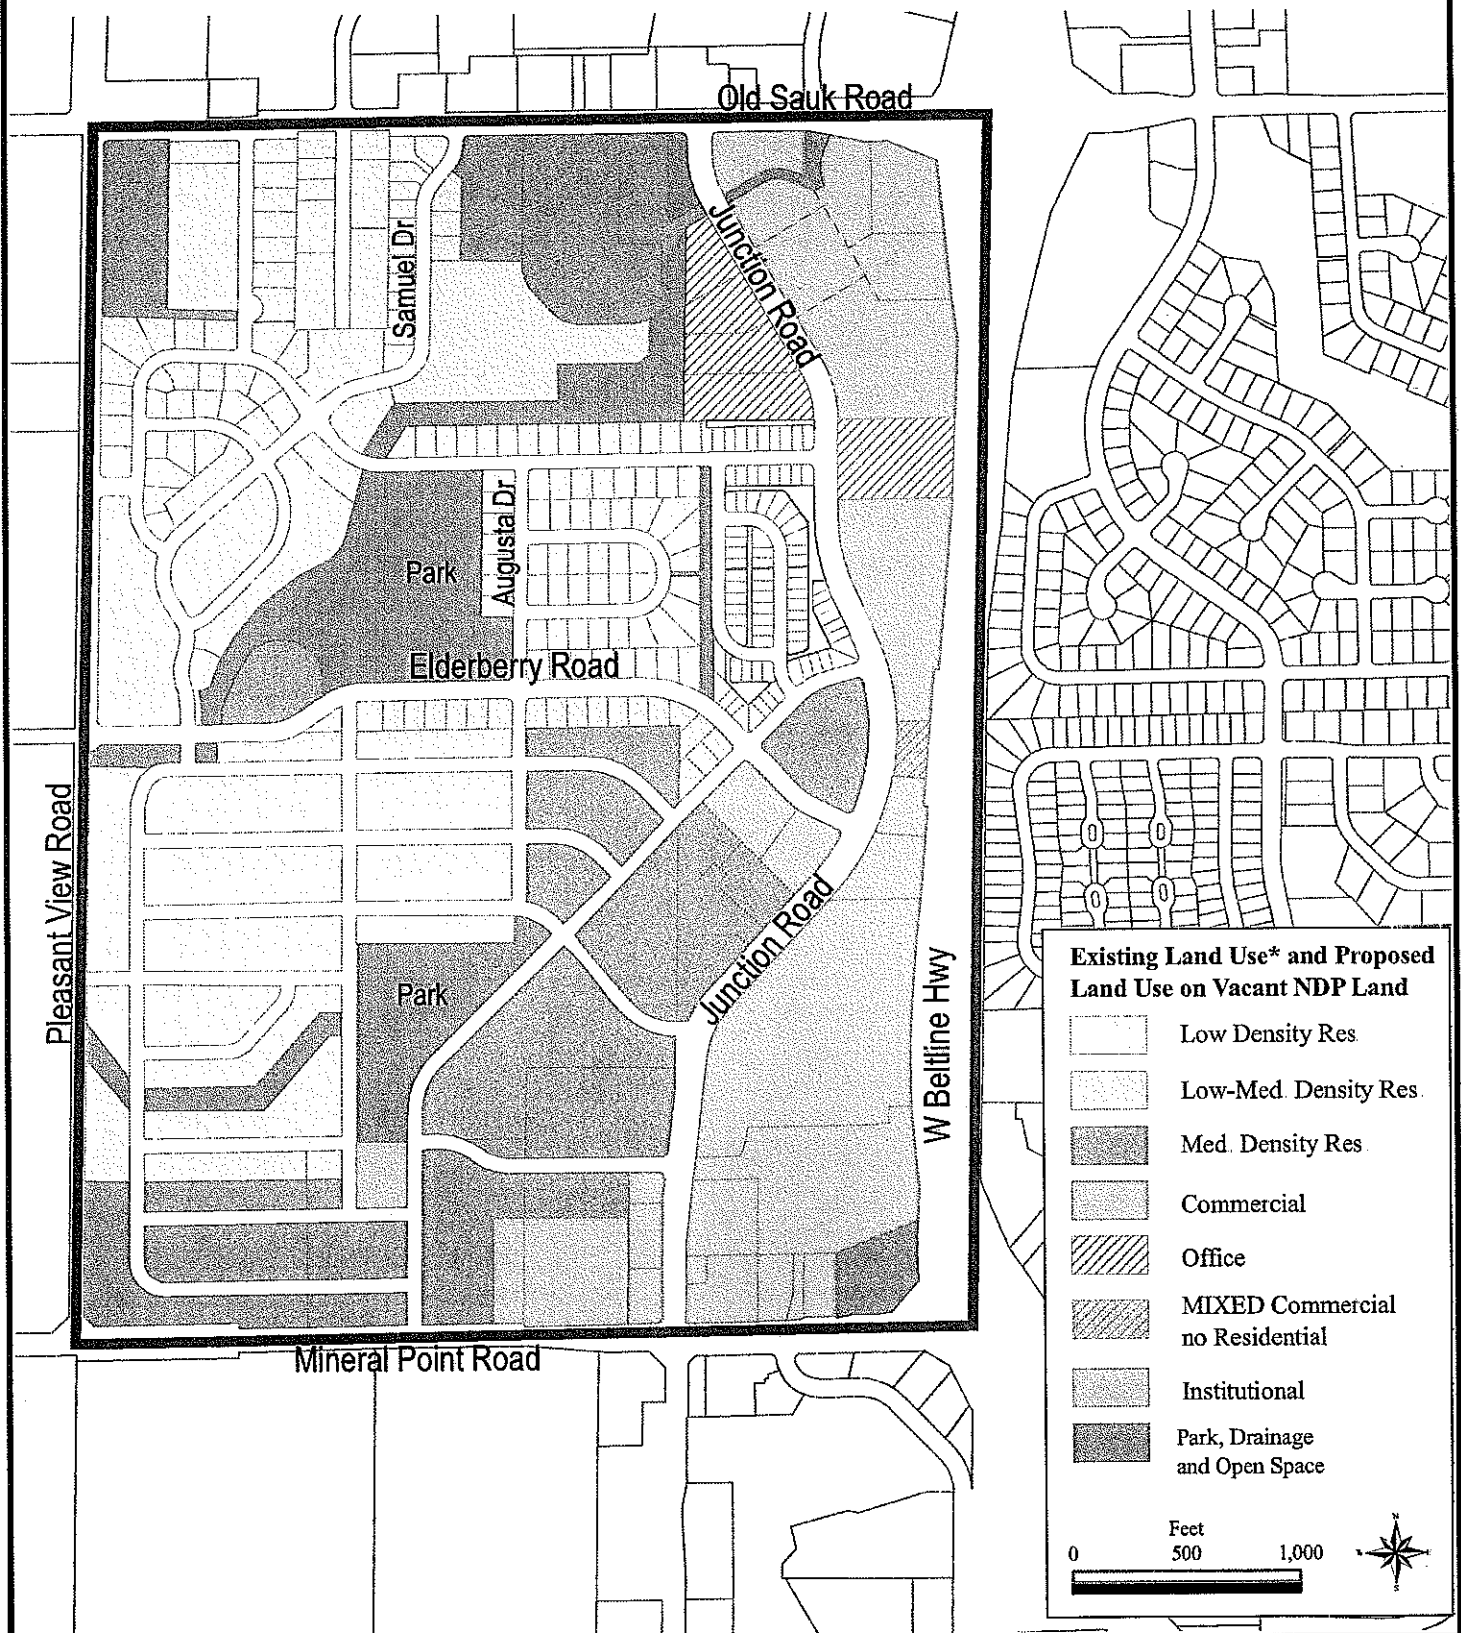 Old Sauk Road
Junction Road
Samuel Dr
Augusta Dr
Park
Elderberry Road
Pleasant View Road
Junction Road
Park
W Beltline Hwy
Mineral Point Road
Existing Land Use* and Proposed
Land Use on Vacant NDP Land
Low Density Res.
Low-Med. Density Res.
Med. Density Res.
Commercial
Office
MIXED Commercial
no Residential
Institutional
Park, Drainage
and Open Space
Feet
0 500 1,000
N
S